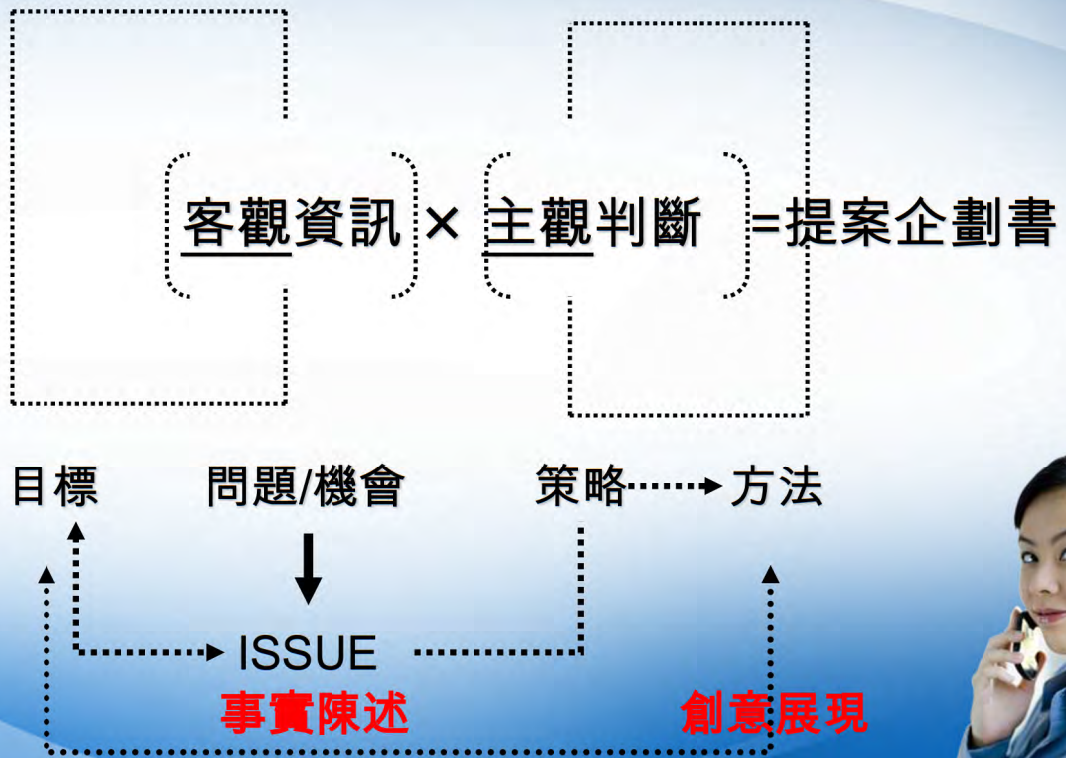 客觀資訊 × 主觀判斷 =提案企劃書
目標 問題/機會 策略 方法
ISSUE
事實陳述 創意展現